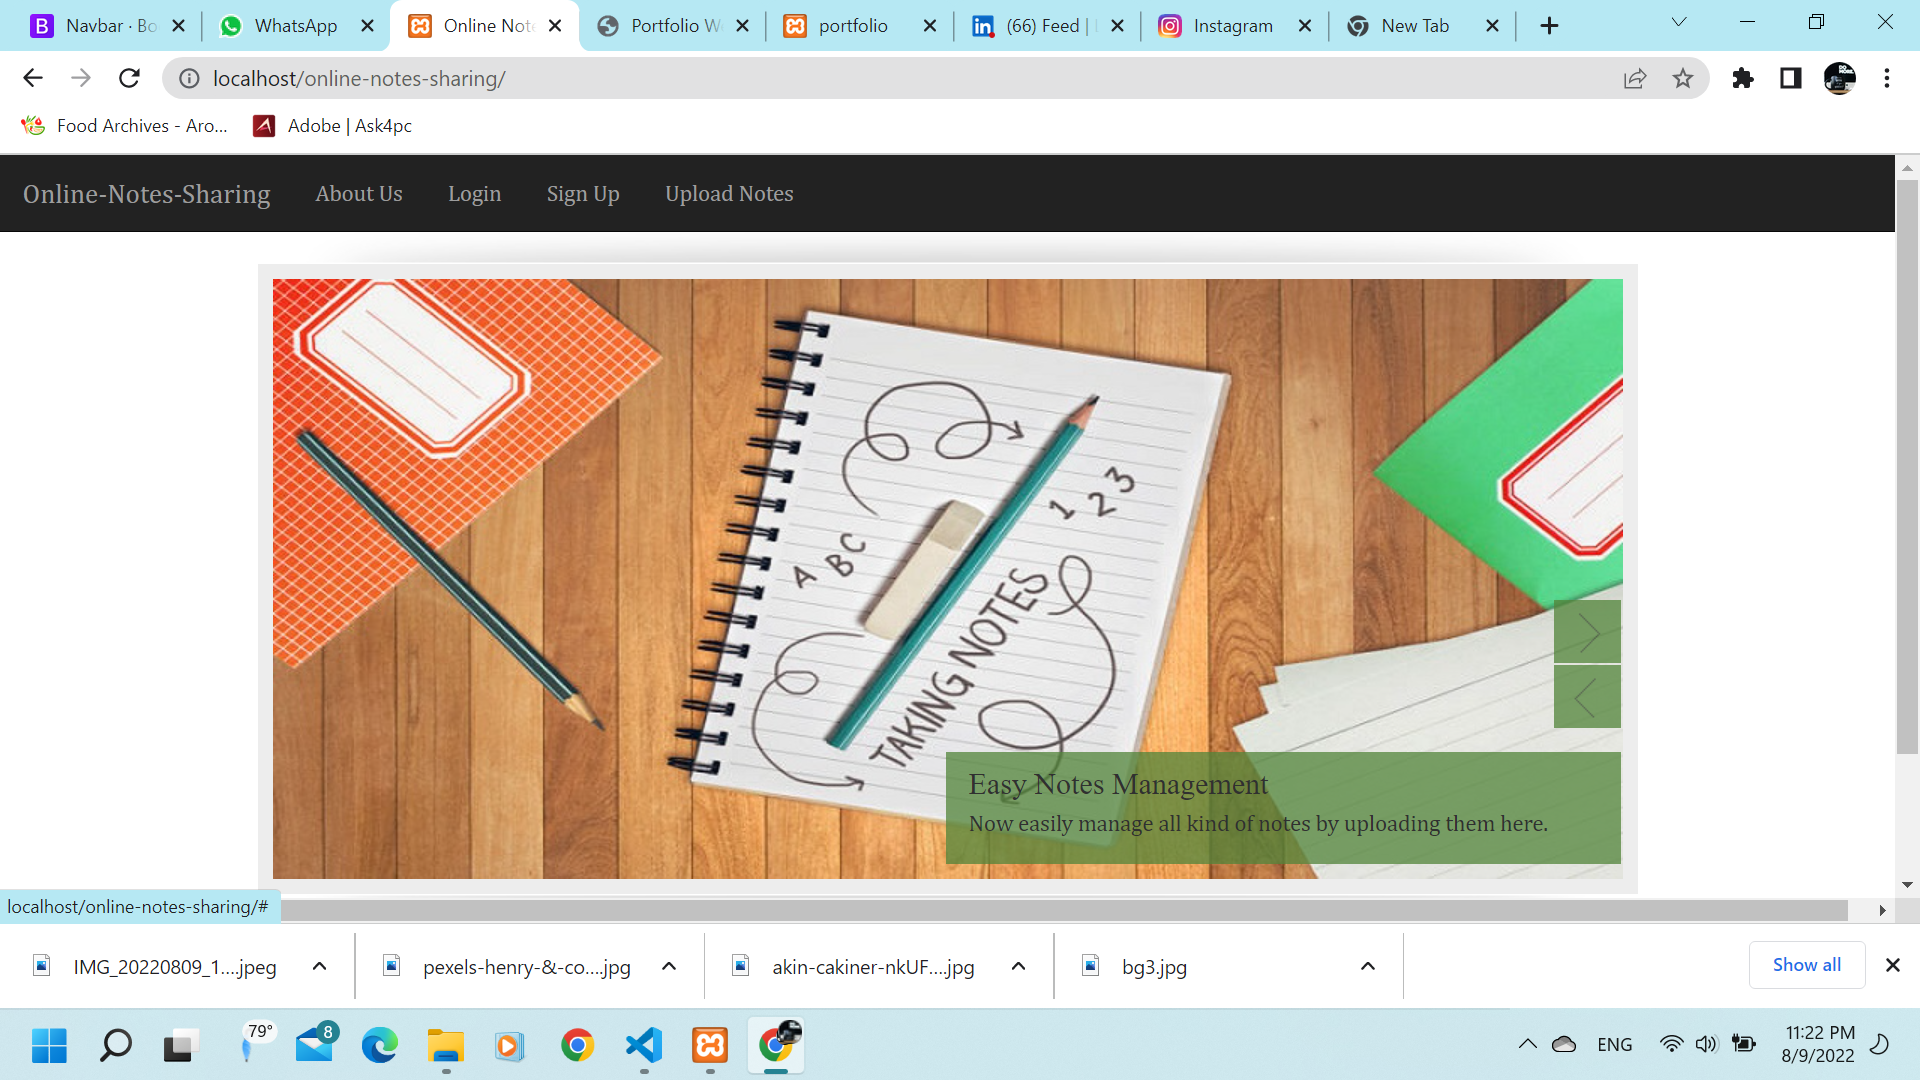 Navbar · Bo
WhatsApp
Online Note
Portfolio W
portfolio
(66) Feed |
Instagram
New Tab
localhost/online-notes-sharing/
Food Archives - Aro...
Adobe | Ask4pc
Online-Notes-Sharing
About Us
Login
Sign Up
Upload Notes
1 2 3
A B C
TAKING NOTES
Easy Notes Management
Now easily manage all kind of notes by uploading them here.
localhost/online-notes-sharing/#
IMG_20220809_1....jpeg
pexels-henry-&-co....jpg
akin-cakiner-nkUF....jpg
bg3.jpg
Show all
79°
8
ENG
11:22 PM
8/9/2022